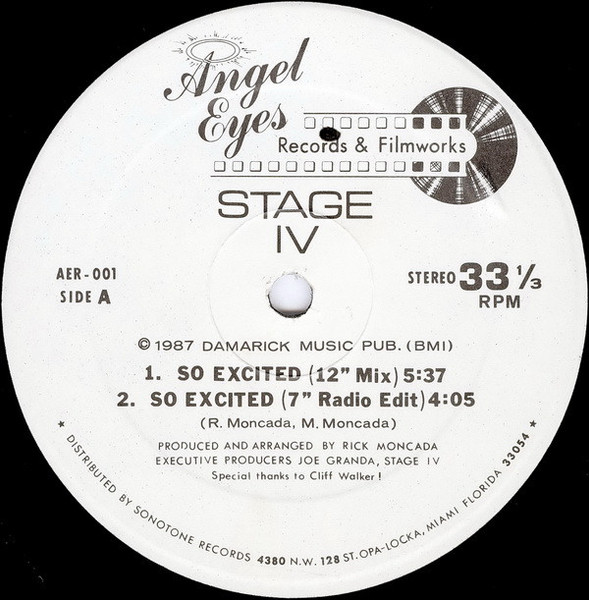 Angel
Eyes
Records & Filmworks
STAGE
IV
AER-001
SIDE A
STEREO 33 1/3
RPM
© 1987 DAMARICK MUSIC PUB. (BMI)
1. SO EXCITED (12" Mix) 5:37
2. SO EXCITED (7" Radio Edit) 4:05
(R. Moncada, M. Moncada)
PRODUCED AND ARRANGED BY RICK MONCADA
EXECUTIVE PRODUCERS JOE GRANDA, STAGE IV
Special thanks to Cliff Walker!
★ DISTRIBUTED BY SONOTONE RECORDS 4380 N.W. 128 ST. OPA-LOCKA, MIAMI FLORIDA 33054 ★